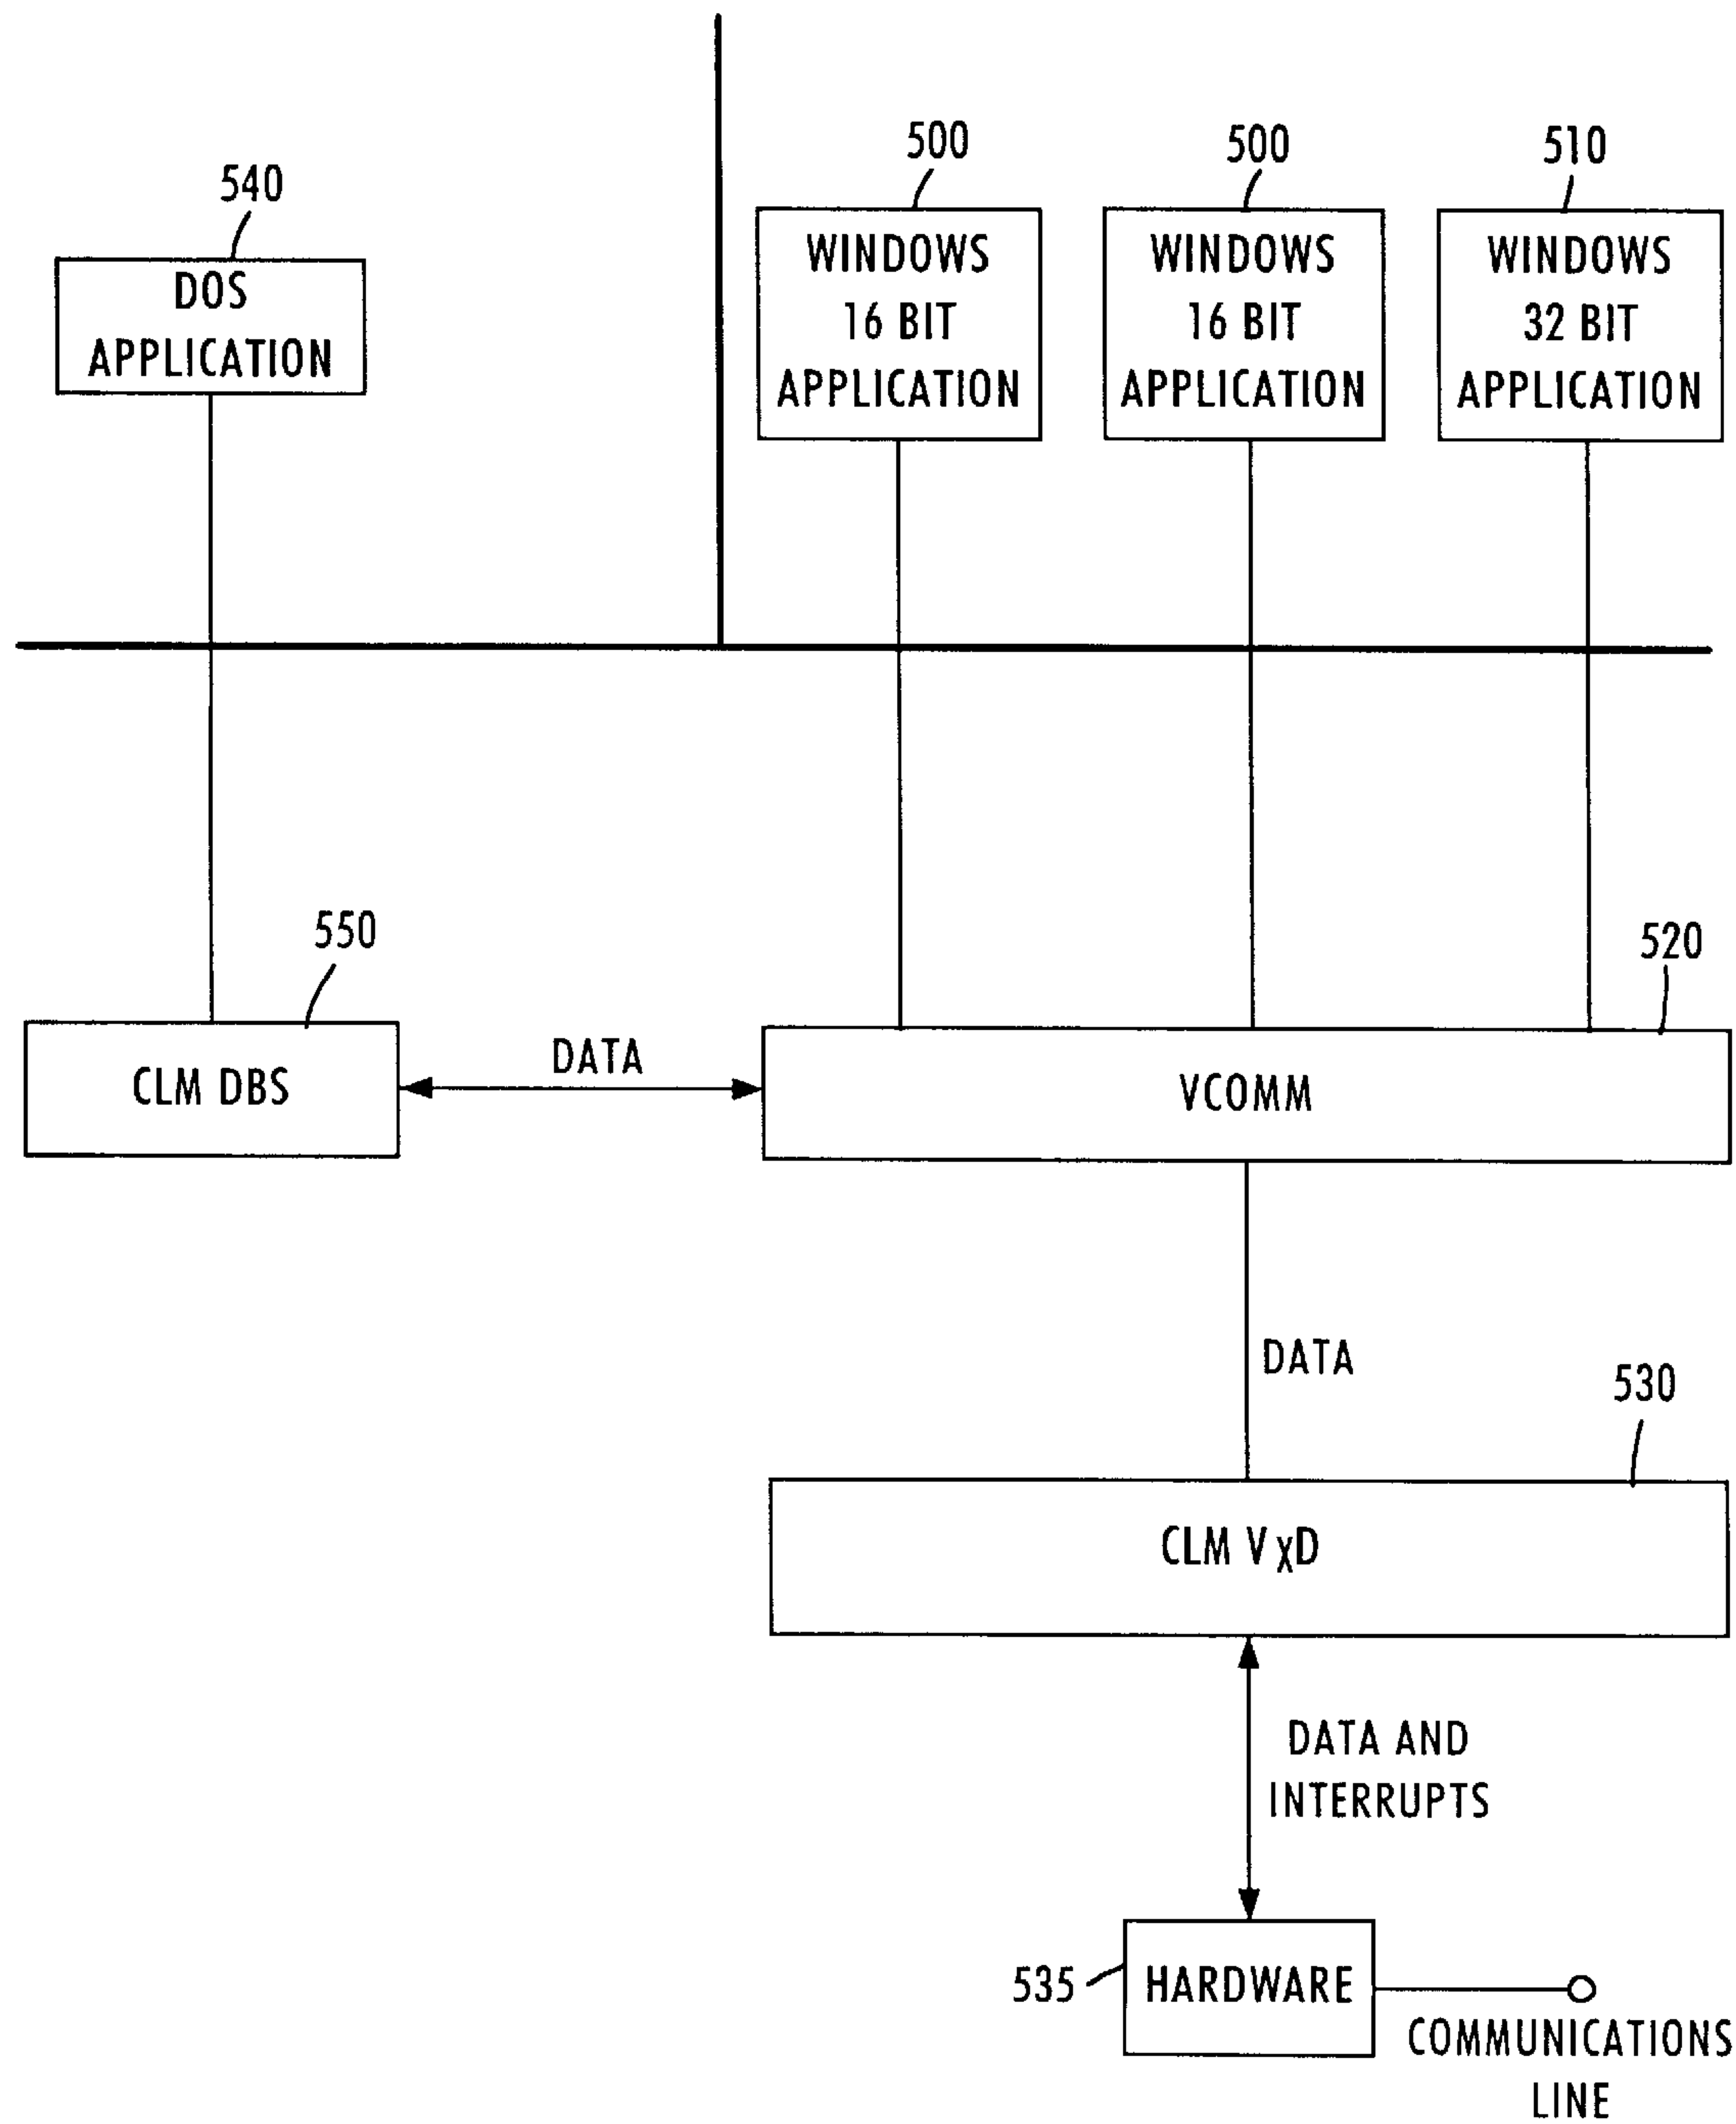 500
500
510
540
WINDOWS
16 BIT
APPLICATION
WINDOWS
16 BIT
APPLICATION
WINDOWS
32 BIT
APPLICATION
DOS
APPLICATION
550
520
CLM DBS
DATA
VCOMM
DATA
530
CLM VXD
DATA AND
INTERRUPTS
535
HARDWARE
COMMUNICATIONS
LINE